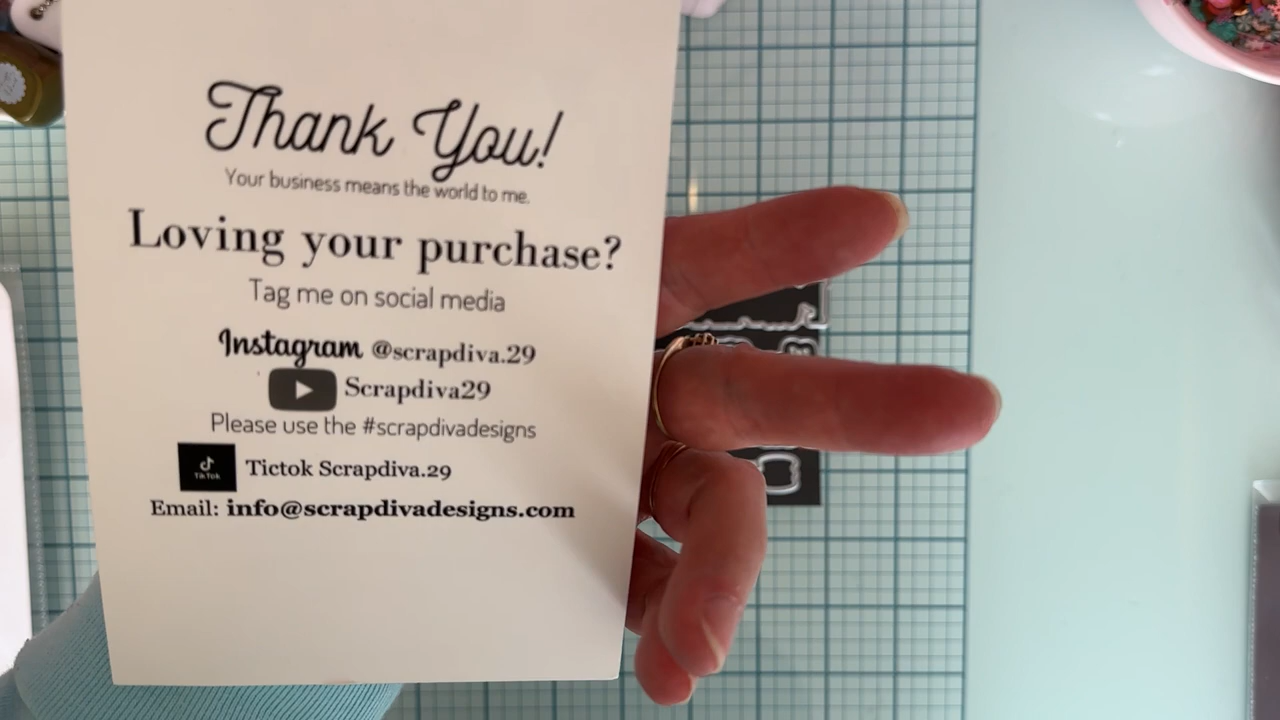 Thank You!
Your business means the world to me.
Loving your purchase?
Tag me on social media
Instagram @scrapdiva.29
Scrapdiva29
Please use the #scrapdivadesigns
TikTok Tictok Scrapdiva.29
Email: info@scrapdivadesigns.com